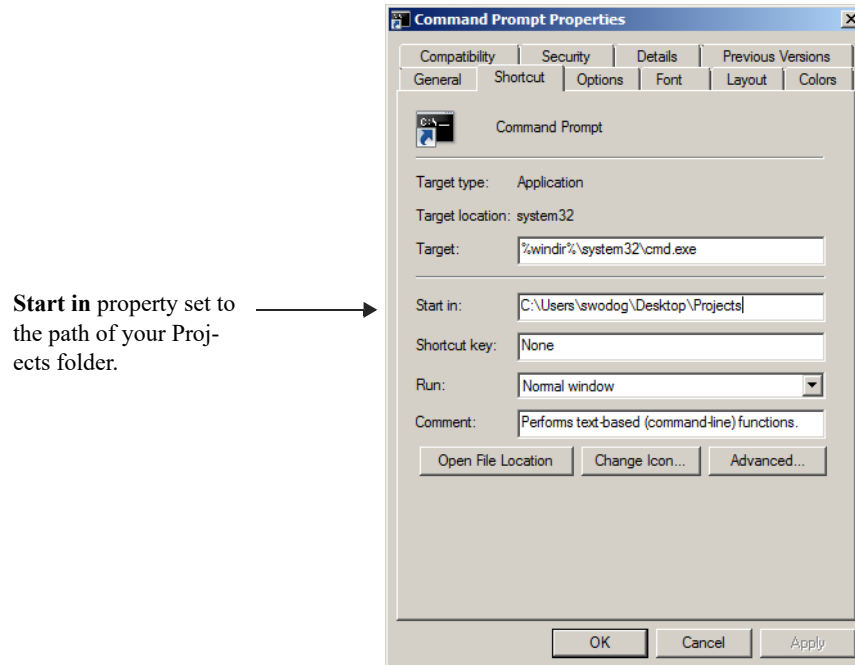 Command Prompt Properties
Compatibility Security Details Previous Versions
General Shortcut Options Font Layout Colors
C:\
Command Prompt
Target type: Application
Target location: system32
Target: %windir%\system32\cmd.exe
Start in property set to
the path of your Proj-
ects folder.
Start in: C:\Users\swodog\Desktop\Projects
Shortcut key: None
Run: Normal window
Comment: Performs text-based (command-line) functions.
Open File Location Change Icon... Advanced...
OK Cancel Apply